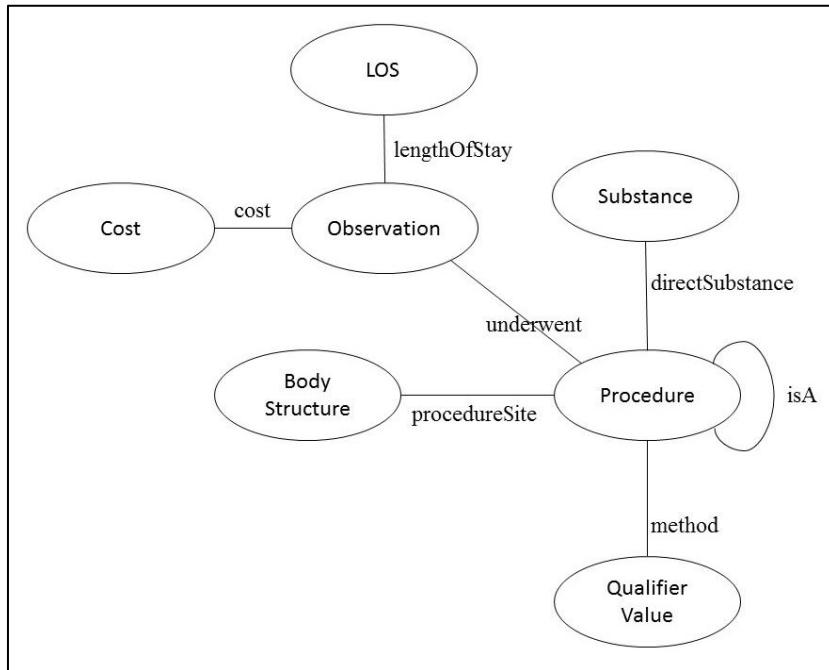 LOS
lengthOfStay
Substance
cost
Cost
Observation
directSubstance
underwent
Body
Structure
procedureSite
Procedure
isA
method
Qualifier
Value